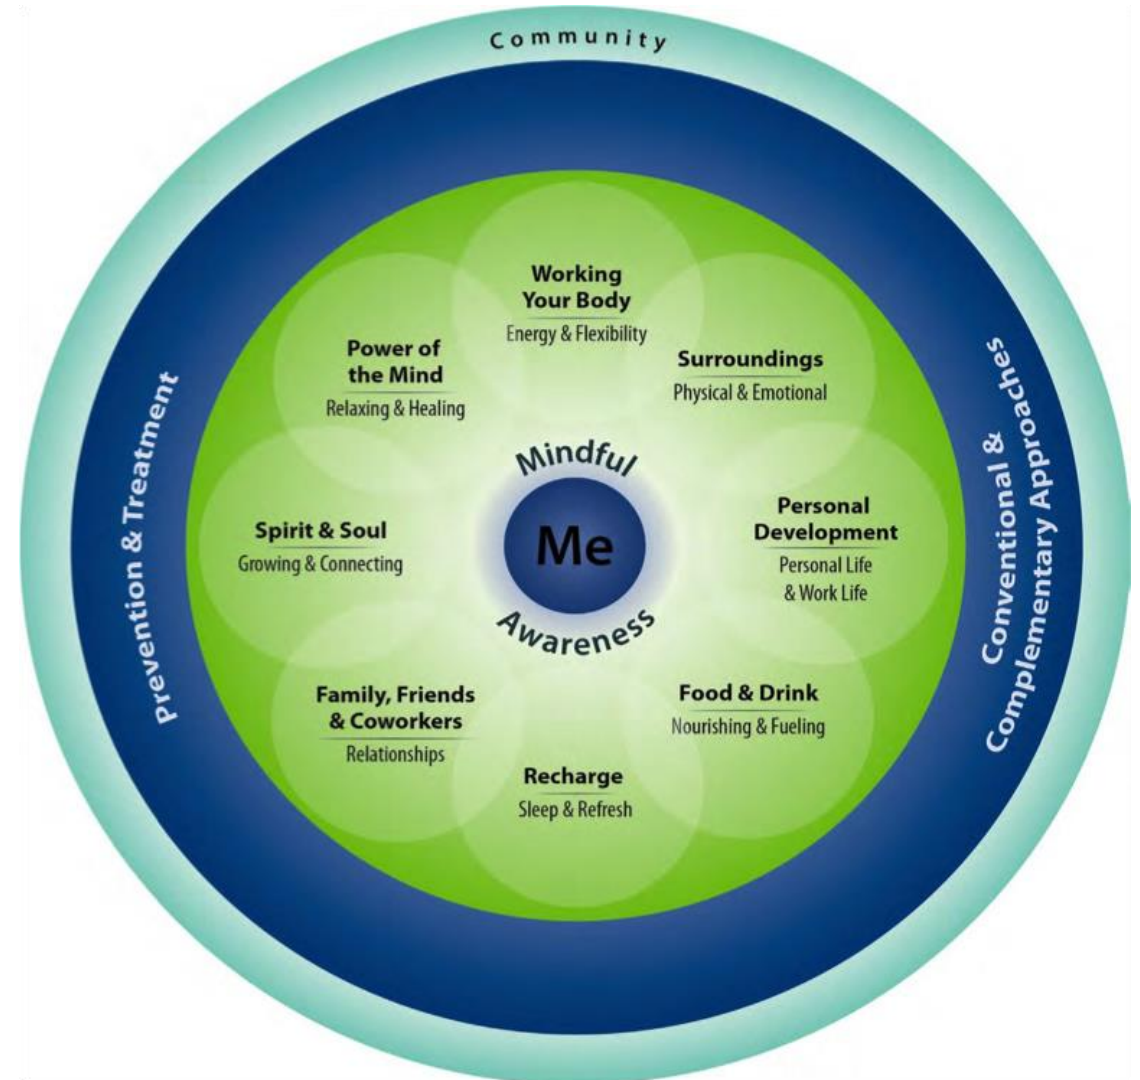 Community
Working
Your Body
Energy & Flexibility
Surroundings
Physical & Emotional
Personal
Development
Personal Life
& Work Life
Food & Drink
Nourishing & Fueling
Recharge
Sleep & Refresh
Family, Friends
& Coworkers
Relationships
Spirit & Soul
Growing & Connecting
Power of
the Mind
Relaxing & Healing
Mindful
Me
Awareness
Prevention & Treatment
Conventional &
Complementary Approaches